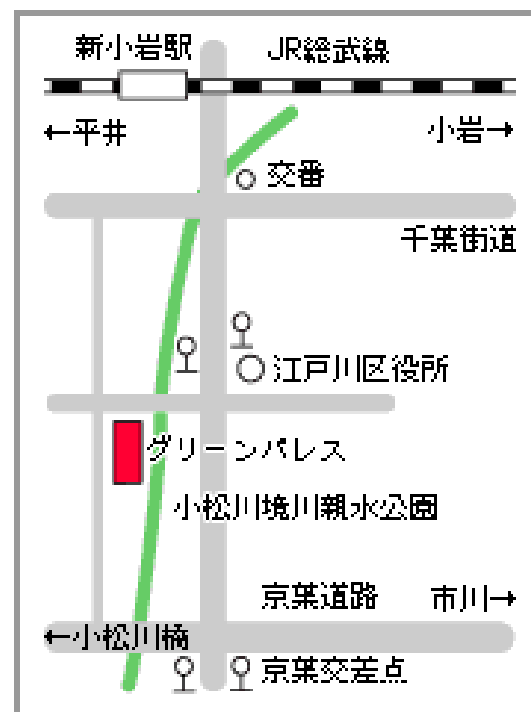 新小岩駅
JR総武線
←平井
小岩→
交番
千葉街道
江戸川区役所
グリーンパレス
小松川境川親水公園
京葉道路
市川→
←小松川橋
京葉交差点